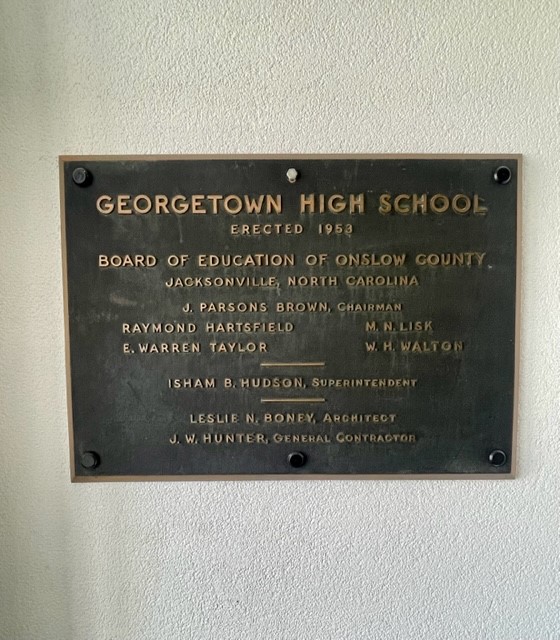 GEORGETOWN HIGH SCHOOL
ERECTED 1953
BOARD OF EDUCATION OF ONSLOW COUNTY
JACKSONVILLE, NORTH CAROLINA
J. PARSONS BROWN, CHAIRMAN
RAYMOND HARTSFIELD M. N. LISK
E. WARREN TAYLOR W. H. WALTON
ISHAM B. HUDSON, SUPERINTENDENT
LESLIE N. BONEY, ARCHITECT
J. W. HUNTER, GENERAL CONTRACTOR